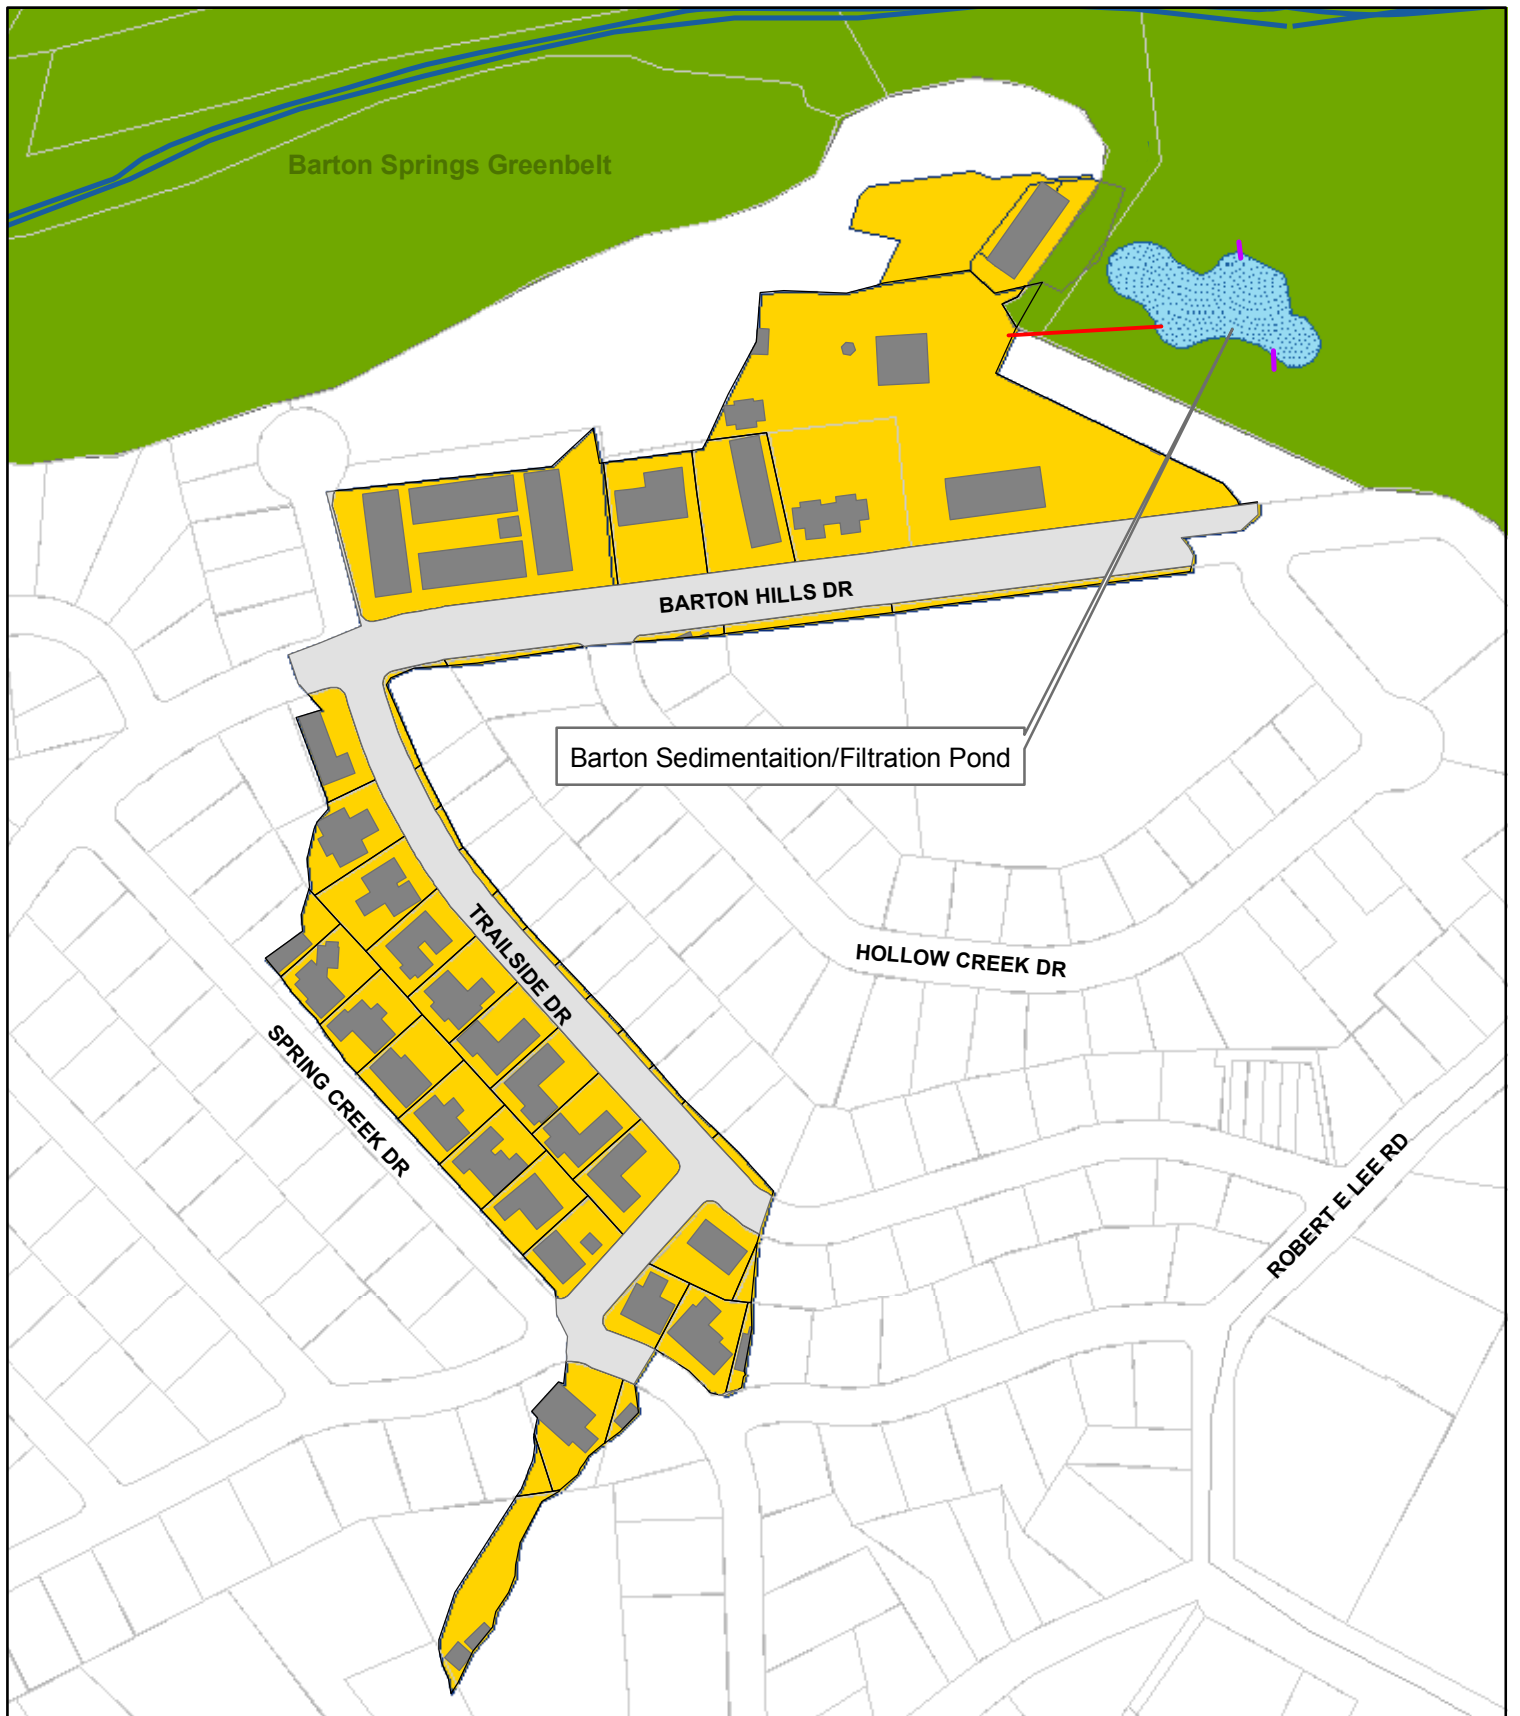 Barton Springs Greenbelt
BARTON HILLS DR
Barton Sedimentaition/Filtration Pond
TRAILSIDE DR
HOLLOW CREEK DR
SPRING CREEK DR
ROBERT E LEE RD